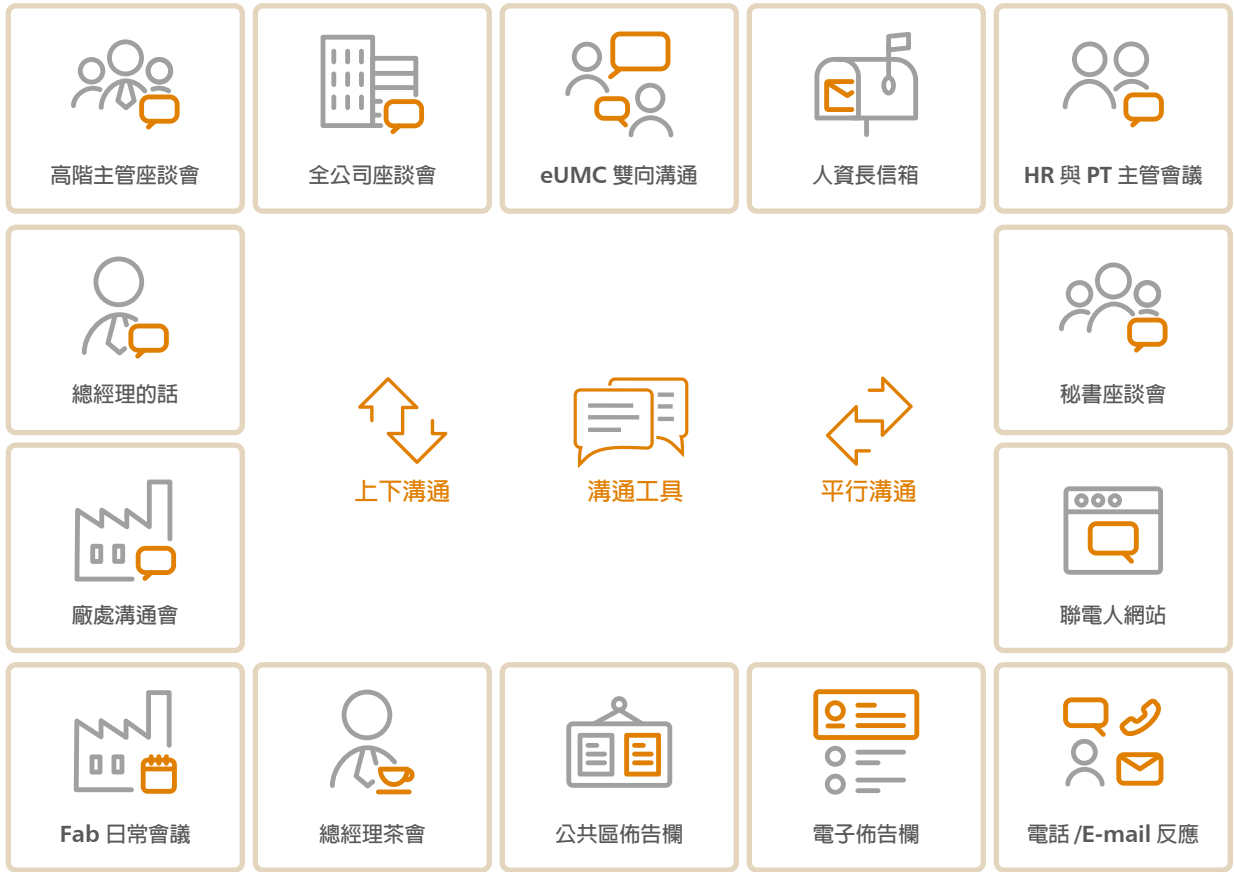 高階主管座談會
全公司座談會
eUMC 雙向溝通
人資長信箱
HR 與 PT 主管會議
總經理的話
秘書座談會
上下溝通
溝通工具
平行溝通
廠處溝通會
聯電人網站
Fab 日常會議
總經理茶會
公共區佈告欄
電子佈告欄
電話 /E-mail 反應